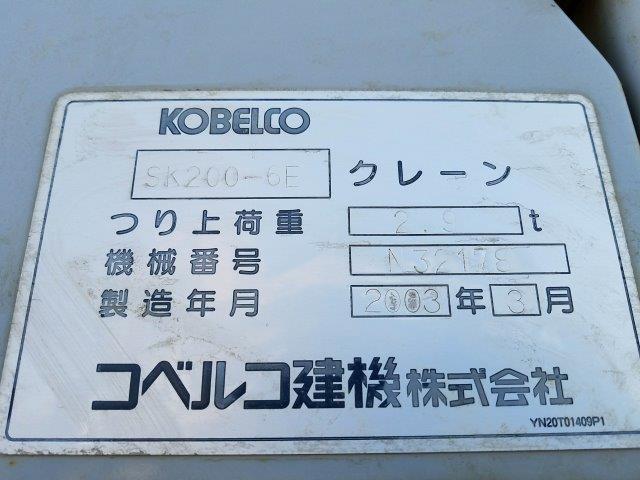 KOBELCO
SK200-6E クレーン
つり上荷重 2.9 t
機械番号
製造年月 2003 年 3 月
コベルコ建機株式会社
YN20T01409P1